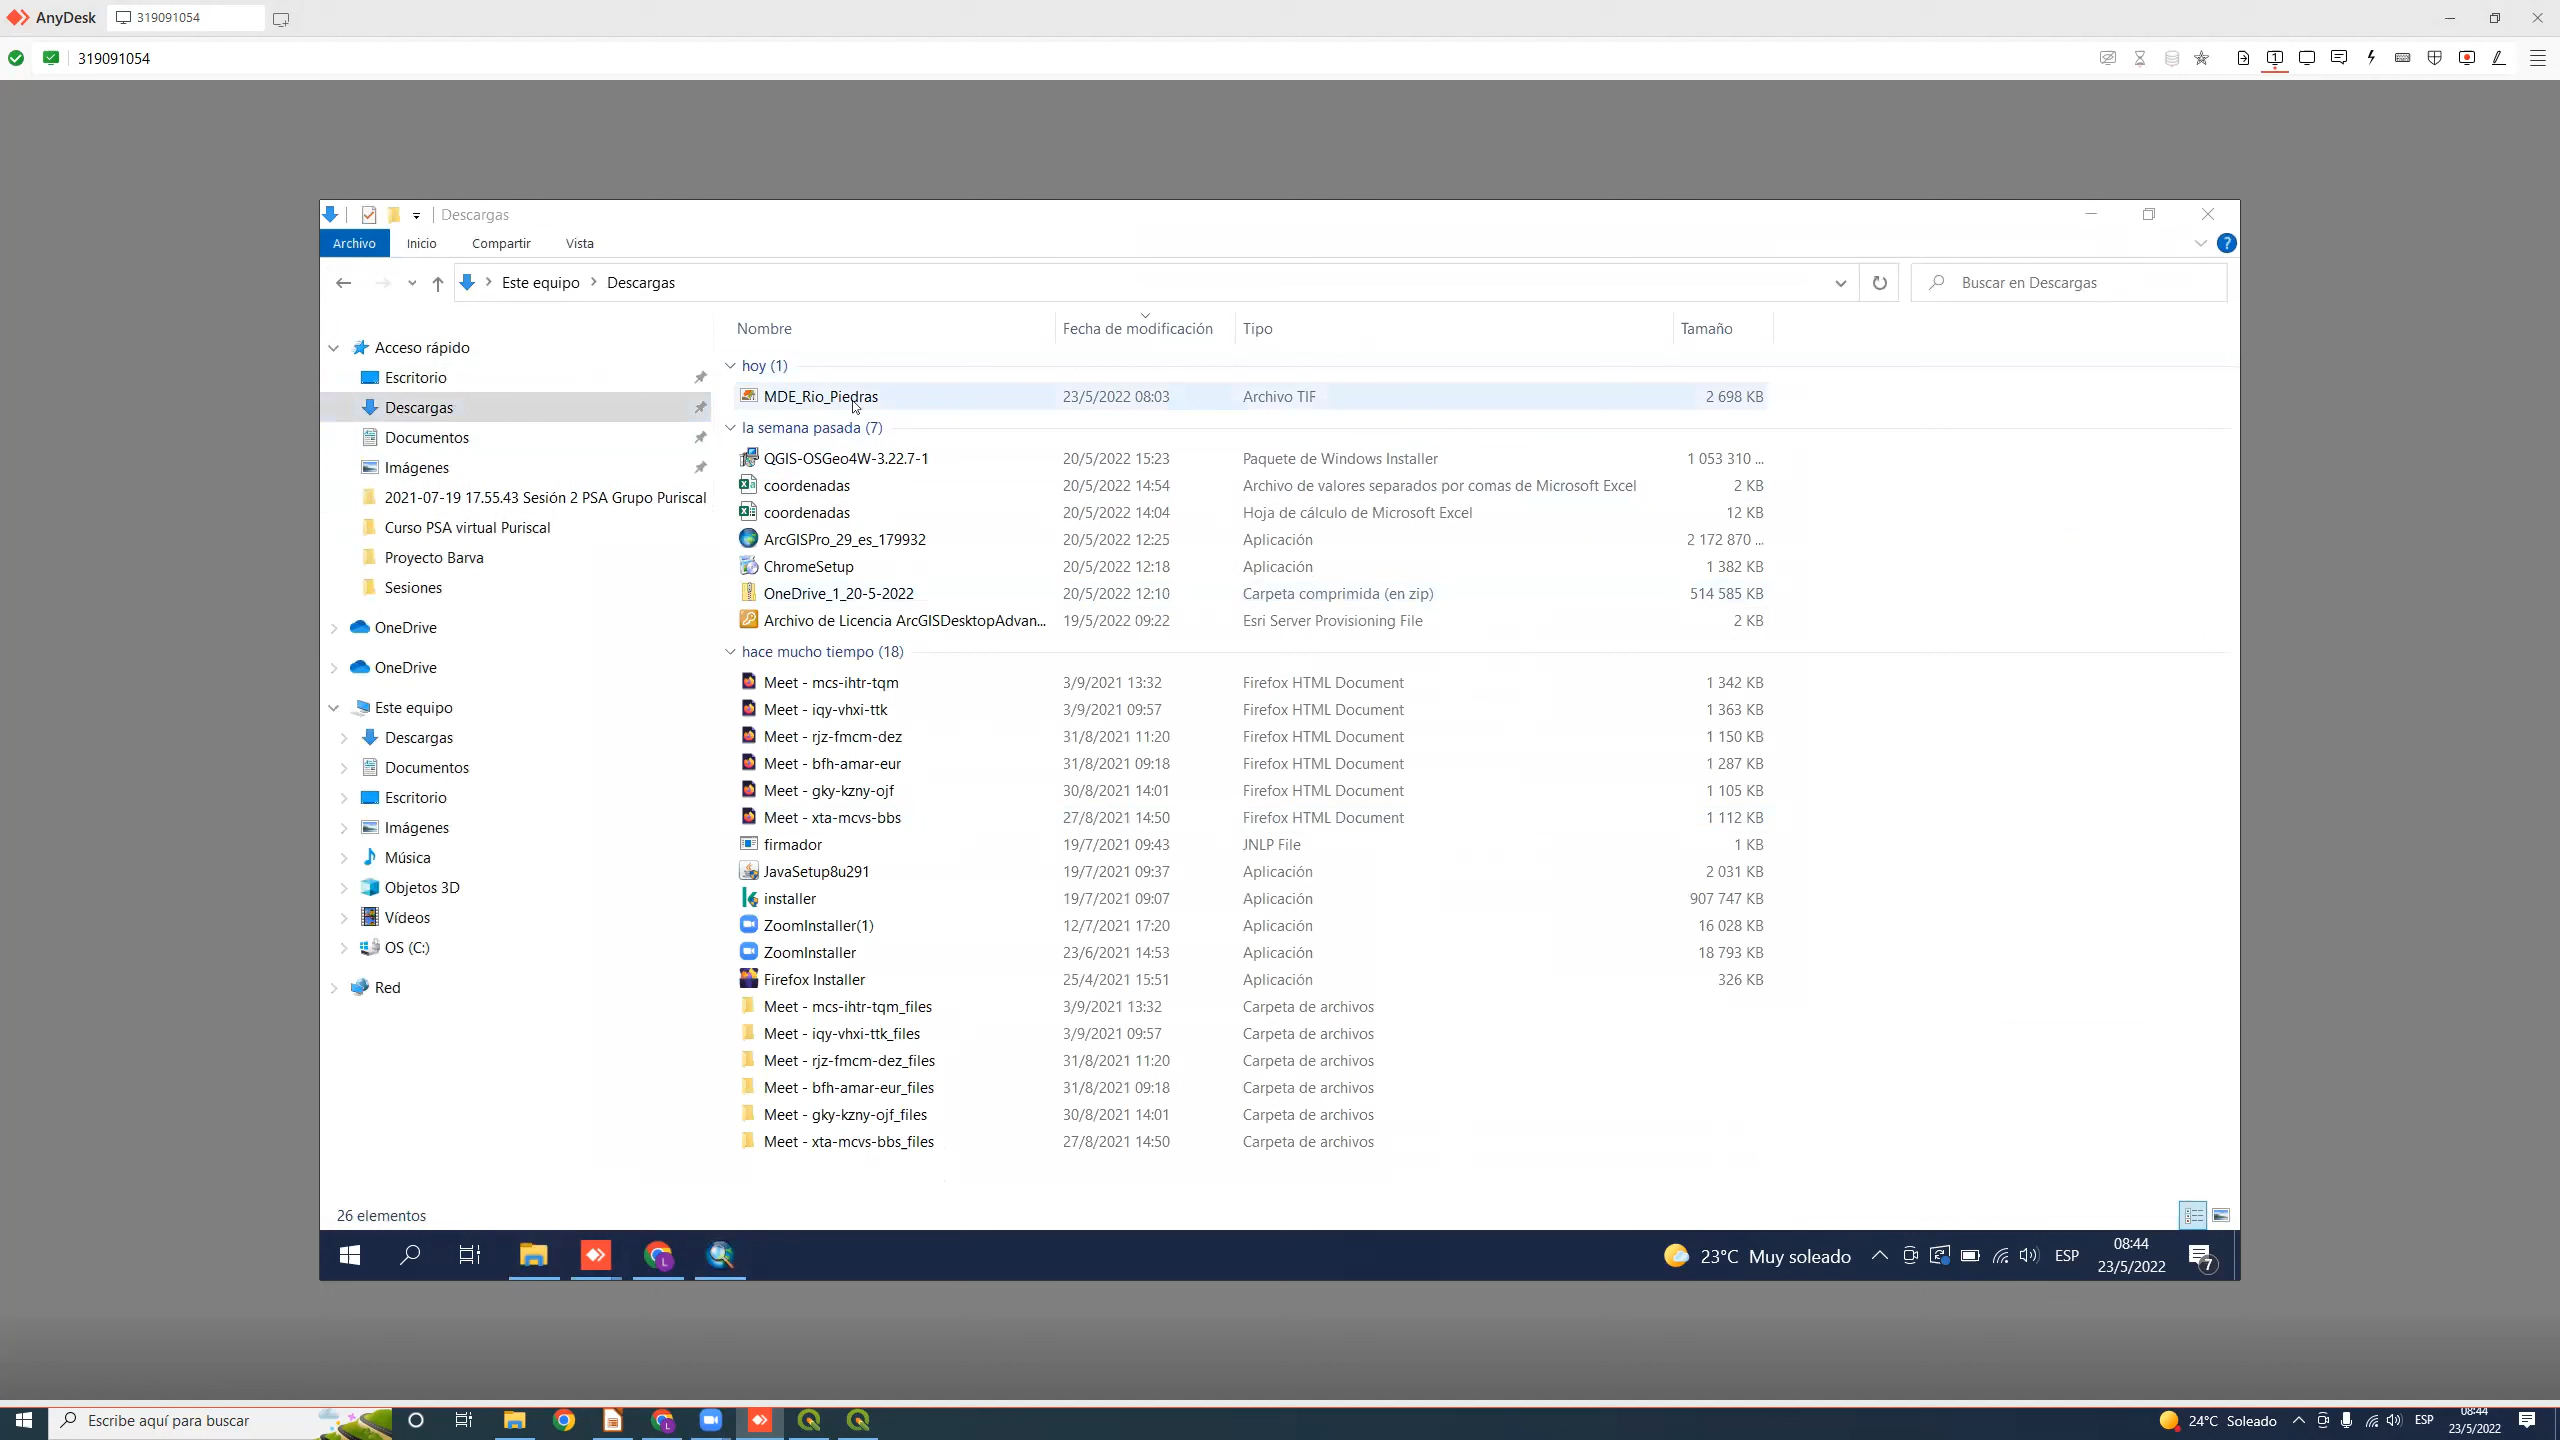 AnyDesk 319091054
319091054
Descargas
Archivo Inicio Compartir Vista
Este equipo Descargas Buscar en Descargas
Nombre Fecha de modificación Tipo Tamaño
Acceso rápido
Escritorio
Descargas
Documentos
Imágenes
2021-07-19 17.55.43 Sesión 2 PSA Grupo Puriscal
Curso PSA virtual Puriscal
Proyecto Barva
Sesiones
OneDrive
OneDrive
Este equipo
Descargas
Documentos
Escritorio
Imágenes
Música
Objetos 3D
Vídeos
OS (C:)
Red
hoy (1)
MDE_Rio_Piedras 23/5/2022 08:03 Archivo TIF 2 698 KB
la semana pasada (7)
QGIS-OSGeo4W-3.22.7-1 20/5/2022 15:23 Paquete de Windows Installer 1 053 310 ...
coordenadas 20/5/2022 14:54 Archivo de valores separados por comas de Microsoft Excel 2 KB
coordenadas 20/5/2022 14:04 Hoja de cálculo de Microsoft Excel 12 KB
ArcGISPro_29_es_179932 20/5/2022 12:25 Aplicación 2 172 870 ...
ChromeSetup 20/5/2022 12:18 Aplicación 1 382 KB
OneDrive_1_20-5-2022 20/5/2022 12:10 Carpeta comprimida (en zip) 514 585 KB
Archivo de Licencia ArcGISDesktopAdvan... 19/5/2022 09:22 Esri Server Provisioning File 2 KB
hace mucho tiempo (18)
Meet - mcs-ihtr-tqm 3/9/2021 13:32 Firefox HTML Document 1 342 KB
Meet - iqy-vhxi-ttk 3/9/2021 09:57 Firefox HTML Document 1 363 KB
Meet - rjz-fmcm-dez 31/8/2021 11:20 Firefox HTML Document 1 150 KB
Meet - bfh-amar-eur 31/8/2021 09:18 Firefox HTML Document 1 287 KB
Meet - gky-kzny-ojf 30/8/2021 14:01 Firefox HTML Document 1 105 KB
Meet - xta-mcvs-bbs 27/8/2021 14:50 Firefox HTML Document 1 112 KB
firmador 19/7/2021 09:43 JNLP File 1 KB
JavaSetup8u291 19/7/2021 09:37 Aplicación 2 031 KB
installer 19/7/2021 09:07 Aplicación 907 747 KB
ZoomInstaller(1) 12/7/2021 17:20 Aplicación 16 028 KB
ZoomInstaller 23/6/2021 14:53 Aplicación 18 793 KB
Firefox Installer 25/4/2021 15:51 Aplicación 326 KB
Meet - mcs-ihtr-tqm_files 3/9/2021 13:32 Carpeta de archivos
Meet - iqy-vhxi-ttk_files 3/9/2021 09:57 Carpeta de archivos
Meet - rjz-fmcm-dez_files 31/8/2021 11:20 Carpeta de archivos
Meet - bfh-amar-eur_files 31/8/2021 09:18 Carpeta de archivos
Meet - gky-kzny-ojf_files 30/8/2021 14:01 Carpeta de archivos
Meet - xta-mcvs-bbs_files 27/8/2021 14:50 Carpeta de archivos
26 elementos
23°C Muy soleado ESP 08:44
23/5/2022
7
Escribe aquí para buscar
24°C Soleado ESP 08:44
23/5/2022